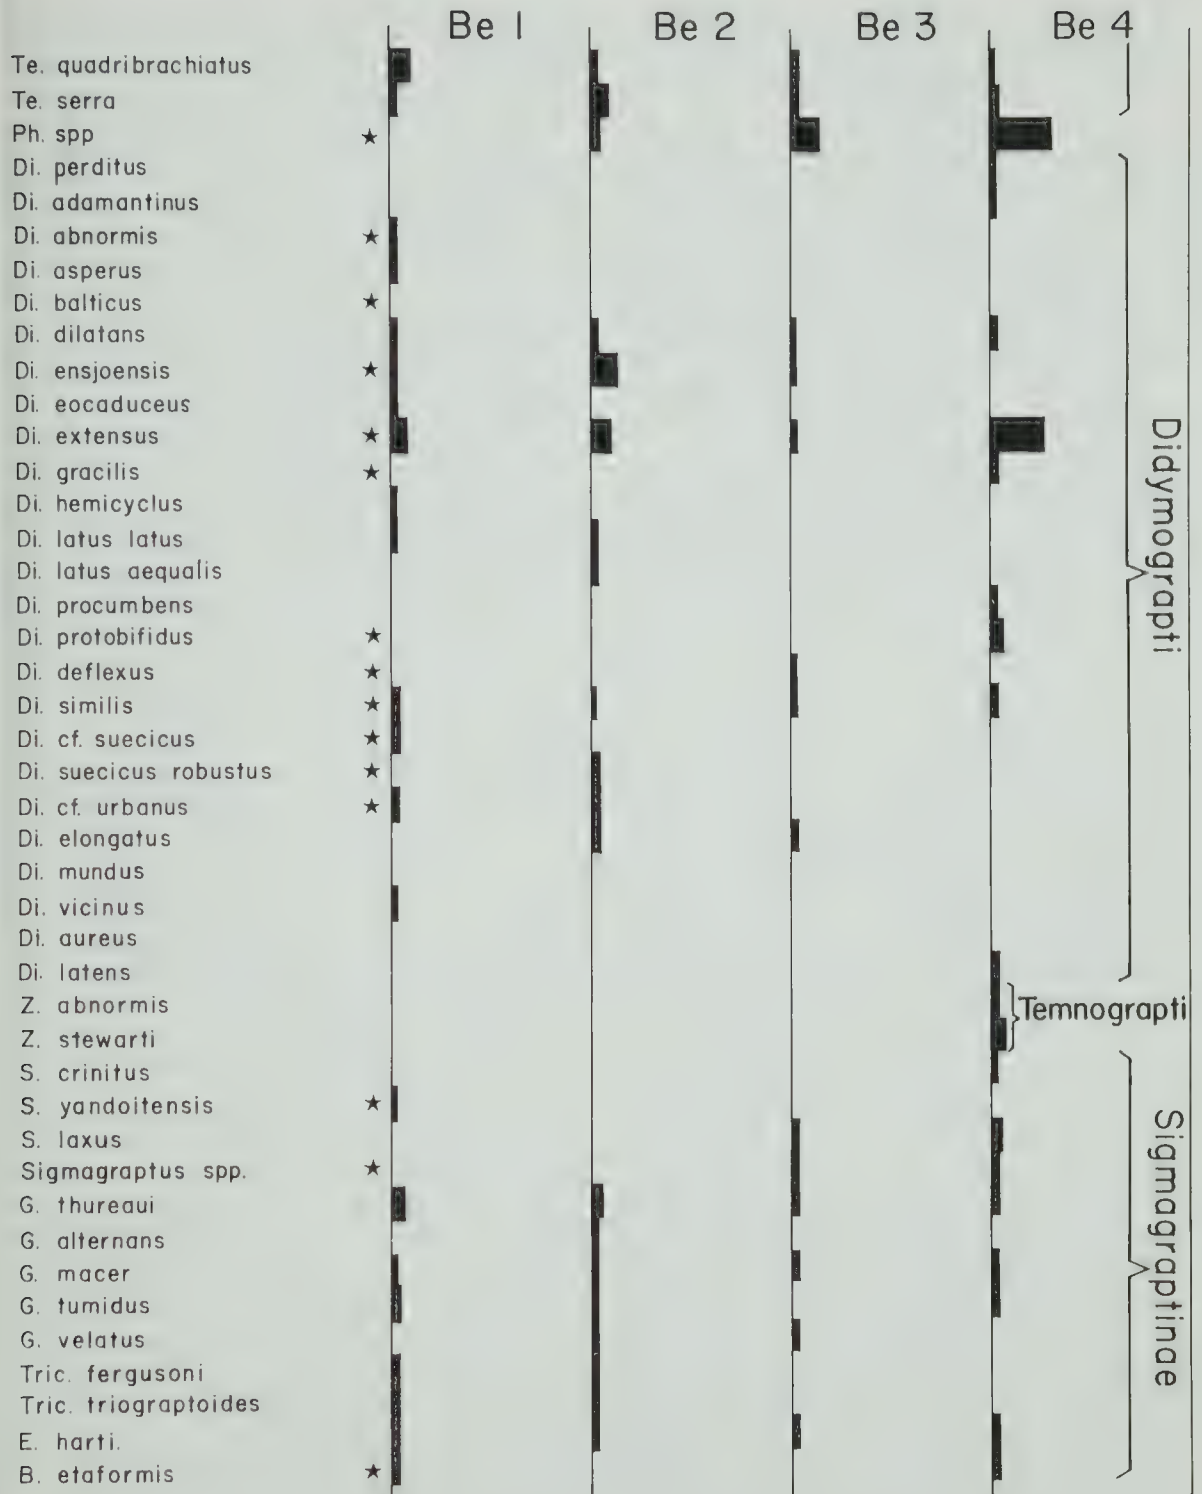 Be 1 Be 2 Be 3 Be 4
Te. quadribrachiatus
Te. serra
Ph. spp ★
Di. perditus
Di. adamantinus
Di. abnormis ★
Di. asperus
Di. balticus ★
Di. dilatans
Di. ensjoensis ★
Di. eocaduceus
Di. extensus ★
Di. gracilis ★
Di. hemicyclus
Di. latus latus
Di. latus aequalis
Di. procumbens
Di. protobifidus ★
Di. deflexus ★
Di. similis ★
Di. cf. suecicus ★
Di. suecicus robustus ★
Di. cf. urbanus ★
Di. elongatus
Di. mundus
Di. vicinus
Di. aureus
Di. latens
Z. abnormis
Z. stewarti
S. crinitus
S. yandoitensis ★
S. laxus
Sigmagraptus spp. ★
G. thureaui
G. alternans
G. macer
G. tumidus
G. velatus
Tric. fergusoni
Tric. triograptoides
E. harti.
B. etaformis ★
Didymograpti
Temnograpti
Sigmagraptinae